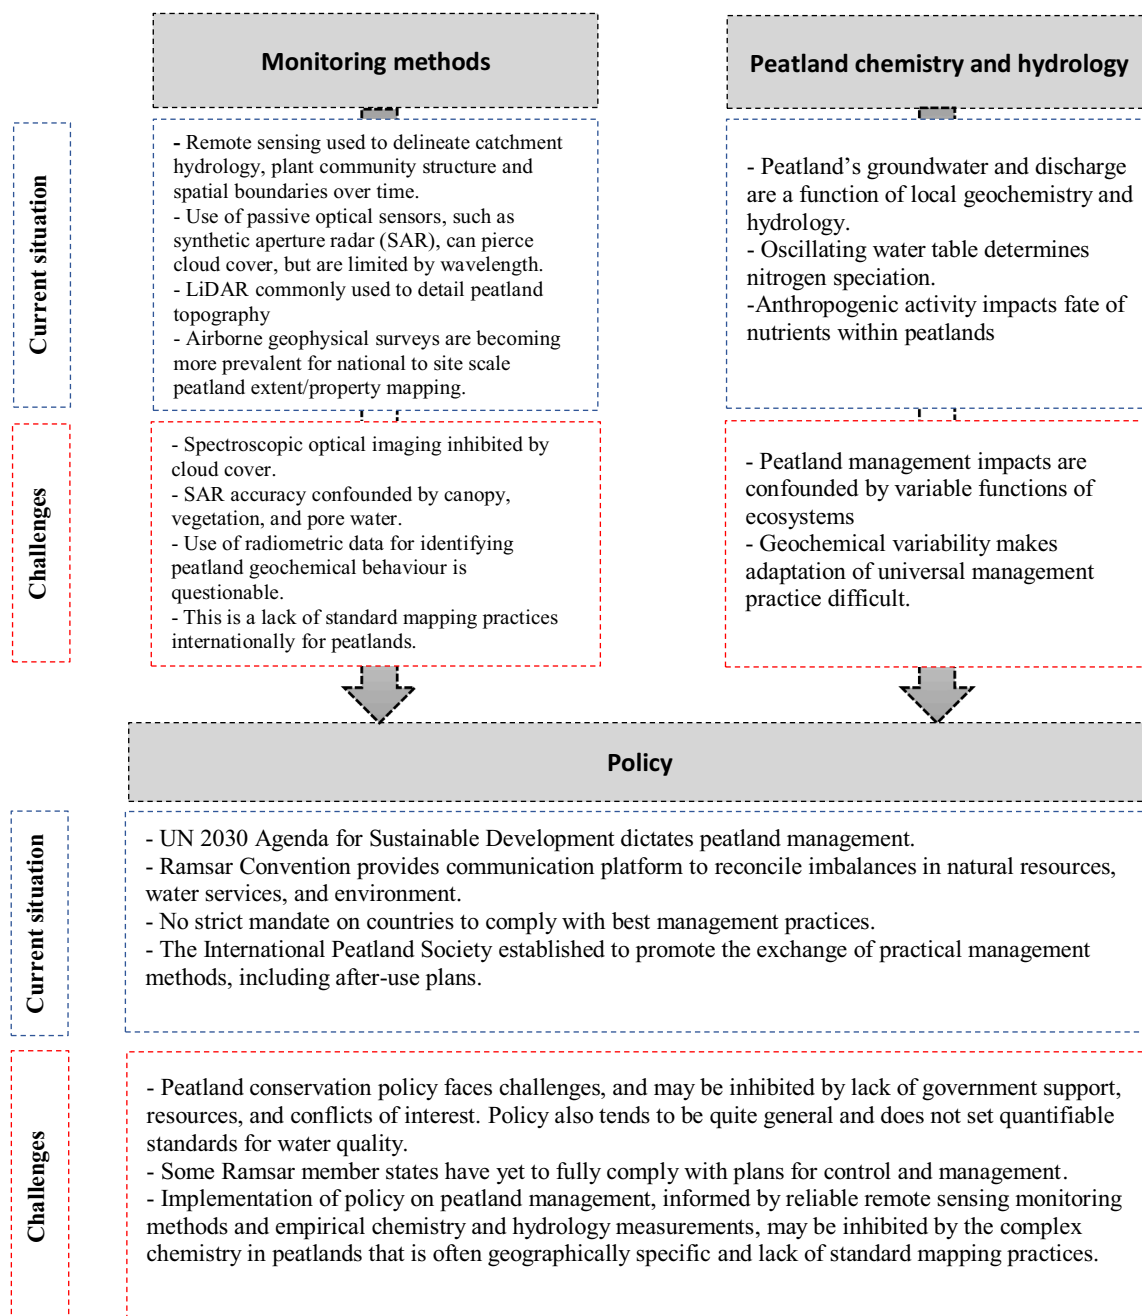 Monitoring methods
Peatland chemistry and hydrology
Current situation
- Remote sensing used to delineate catchment
hydrology, plant community structure and
spatial boundaries over time.
- Use of passive optical sensors, such as
synthetic aperture radar (SAR), can pierce
cloud cover, but are limited by wavelength.
- LiDAR commonly used to detail peatland
topography
- Airborne geophysical surveys are becoming
more prevalent for national to site scale
peatland extent/property mapping.
- Peatland's groundwater and discharge
are a function of local geochemistry and
hydrology.
- Oscillating water table determines
nitrogen speciation.
-Anthropogenic activity impacts fate of
nutrients within peatlands
Challenges
- Spectroscopic optical imaging inhibited by
cloud cover.
- SAR accuracy confounded by canopy,
vegetation, and pore water.
- Use of radiometric data for identifying
peatland geochemical behaviour is
questionable.
- This is a lack of standard mapping practices
internationally for peatlands.
- Peatland management impacts are
confounded by variable functions of
ecosystems
- Geochemical variability makes
adaptation of universal management
practice difficult.
Policy
Current situation
- UN 2030 Agenda for Sustainable Development dictates peatland management.
- Ramsar Convention provides communication platform to reconcile imbalances in natural resources,
water services, and environment.
- No strict mandate on countries to comply with best management practices.
- The International Peatland Society established to promote the exchange of practical management
methods, including after-use plans.
Challenges
- Peatland conservation policy faces challenges, and may be inhibited by lack of government support,
resources, and conflicts of interest. Policy also tends to be quite general and does not set quantifiable
standards for water quality.
- Some Ramsar member states have yet to fully comply with plans for control and management.
- Implementation of policy on peatland management, informed by reliable remote sensing monitoring
methods and empirical chemistry and hydrology measurements, may be inhibited by the complex
chemistry in peatlands that is often geographically specific and lack of standard mapping practices.